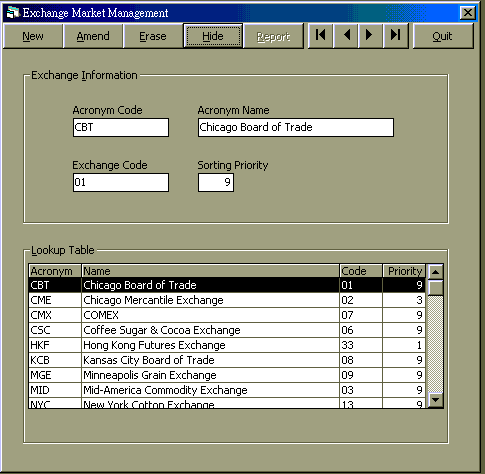 Exchange Market Management
New Amend Erase Hide Report Quit
Exchange Information
Acronym Code Acronym Name
CBT Chicago Board of Trade
Exchange Code Sorting Priority
01 9
Lookup Table
Acronym Name Code Priority
CBT Chicago Board of Trade 01 9
CME Chicago Mercantile Exchange 02 3
CMX COMEX 07 9
CSC Coffee Sugar & Cocoa Exchange 06 9
HKF Hong Kong Futures Exchange 33 1
KCB Kansas City Board of Trade 08 9
MGE Minneapolis Grain Exchange 09 9
MID Mid-America Commodity Exchange 03 9
NYC New York Cotton Exchange 13 9